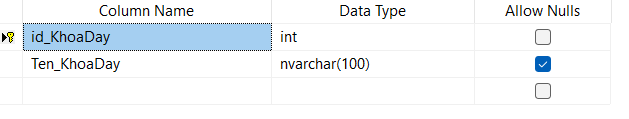 Column Name Data Type Allow Nulls
id_KhoaDay int
Ten_KhoaDay nvarchar(100)